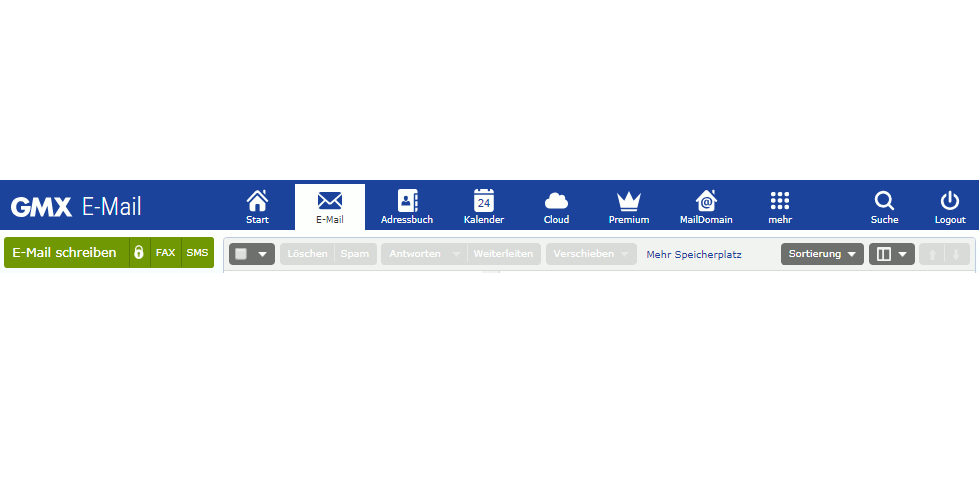 GMX E-Mail
24
@
Start E-Mail Adressbuch Kalender Cloud Premium MailDomain mehr Suche Logout
E-Mail schreiben FAX SMS Löschen Spam Antworten Weiterleiten Verschieben Mehr Speicherplatz Sortierung